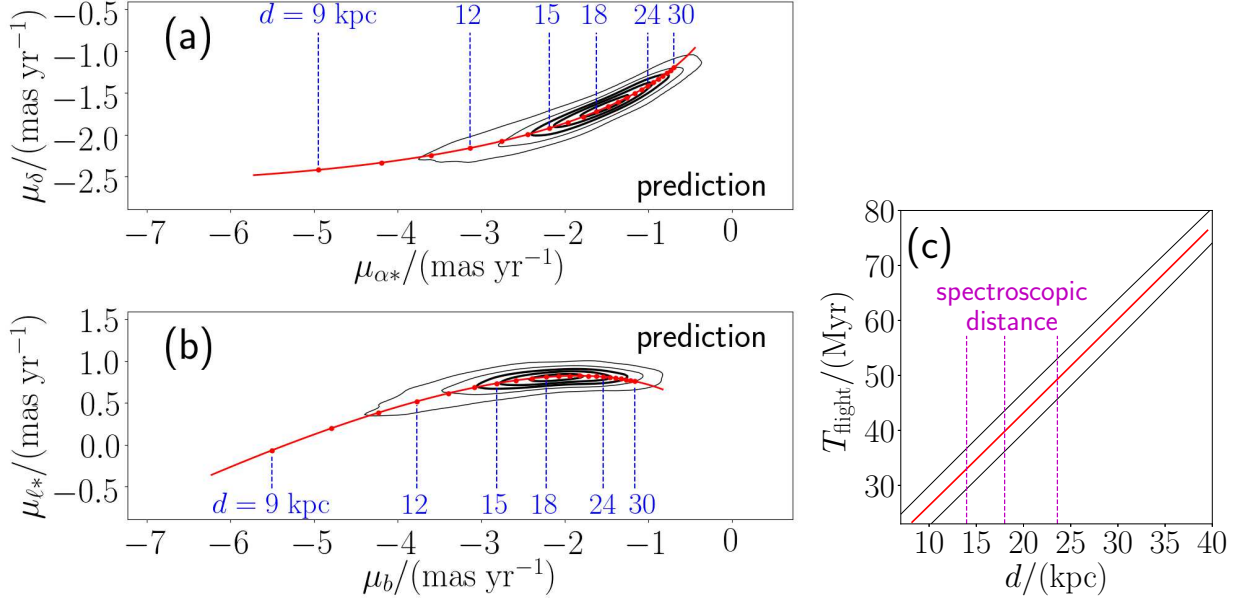 (a)
d = 9 kpc 12 15 18 24 30
−0.5
−1.0
−1.5
−2.0
−2.5
μδ/(mas yr⁻¹)
prediction
−7 −6 −5 −4 −3 −2 −1 0
μα∗/(mas yr⁻¹)
(b)
prediction
1.5
1.0
0.5
0.0
−0.5
μℓ∗/(mas yr⁻¹)
d = 9 kpc 12 15 18 24 30
−7 −6 −5 −4 −3 −2 −1 0
μb/(mas yr⁻¹)
(c)
spectroscopic
distance
80
70
60
50
40
30
Tflight/(Myr)
10 15 20 25 30 35 40
d/(kpc)